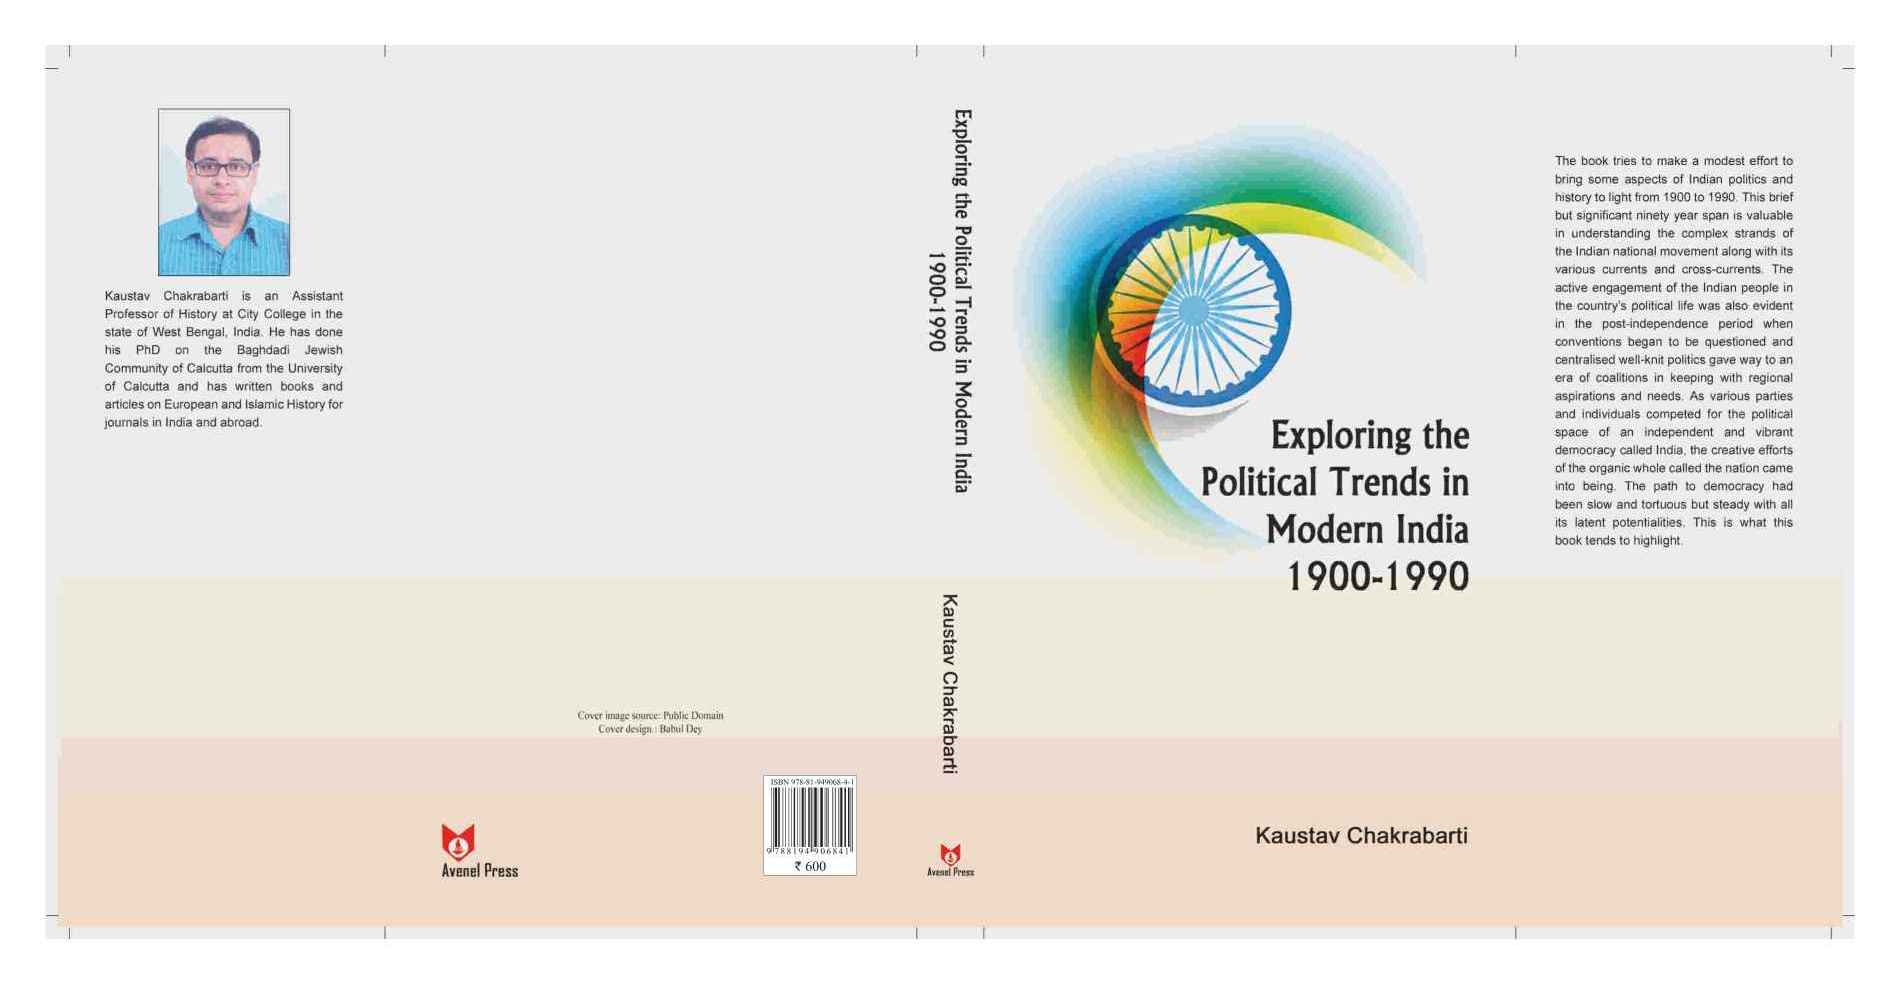 Kaustav Chakrabarti is an Assistant
Professor of History at City College in the
state of West Bengal, India. He has done
his PhD on the Baghdadi Jewish
Community of Calcutta from the University
of Calcutta and has written books and
articles on European and Islamic History for
journals in India and abroad.
Cover image source: Public Domain
Cover design : Babul Dey
Avenel Press
ISBN 978-81-949068-4-1
9 788194 906841
₹ 600
Exploring the Political Trends in Modern India
1900-1990
Kaustav Chakrabarti
Avenel Press
Exploring the
Political Trends in
Modern India
1900-1990
Kaustav Chakrabarti
The book tries to make a modest effort to
bring some aspects of Indian politics and
history to light from 1900 to 1990. This brief
but significant ninety year span is valuable
in understanding the complex strands of
the Indian national movement along with its
various currents and cross-currents. The
active engagement of the Indian people in
the country's political life was also evident
in the post-independence period when
conventions began to be questioned and
centralised well-knit politics gave way to an
era of coalitions in keeping with regional
aspirations and needs. As various parties
and individuals competed for the political
space of an independent and vibrant
democracy called India, the creative efforts
of the organic whole called the nation came
into being. The path to democracy had
been slow and tortuous but steady with all
its latent potentialities. This is what this
book tends to highlight.